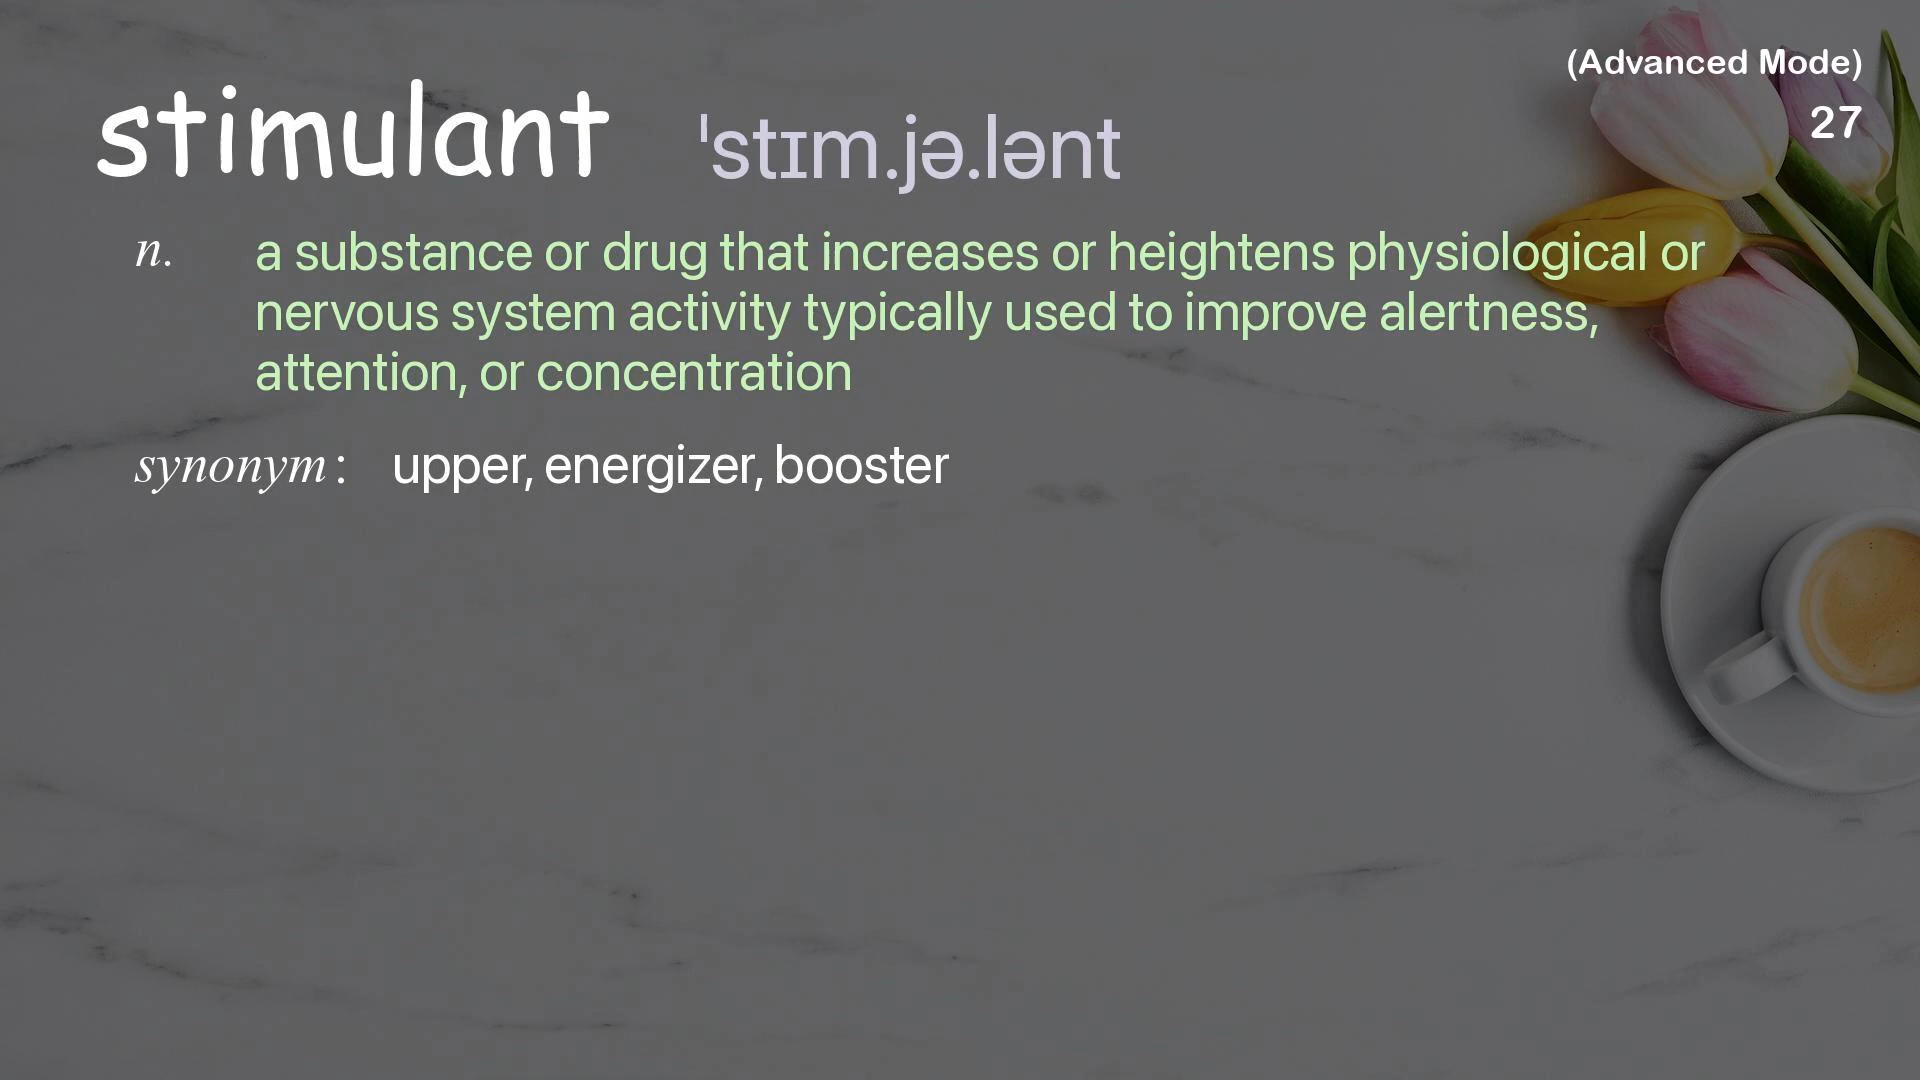 (Advanced Mode)
27
stimulant ˈstɪm.jə.lənt
n. a substance or drug that increases or heightens physiological or
nervous system activity typically used to improve alertness,
attention, or concentration
synonym: upper, energizer, booster